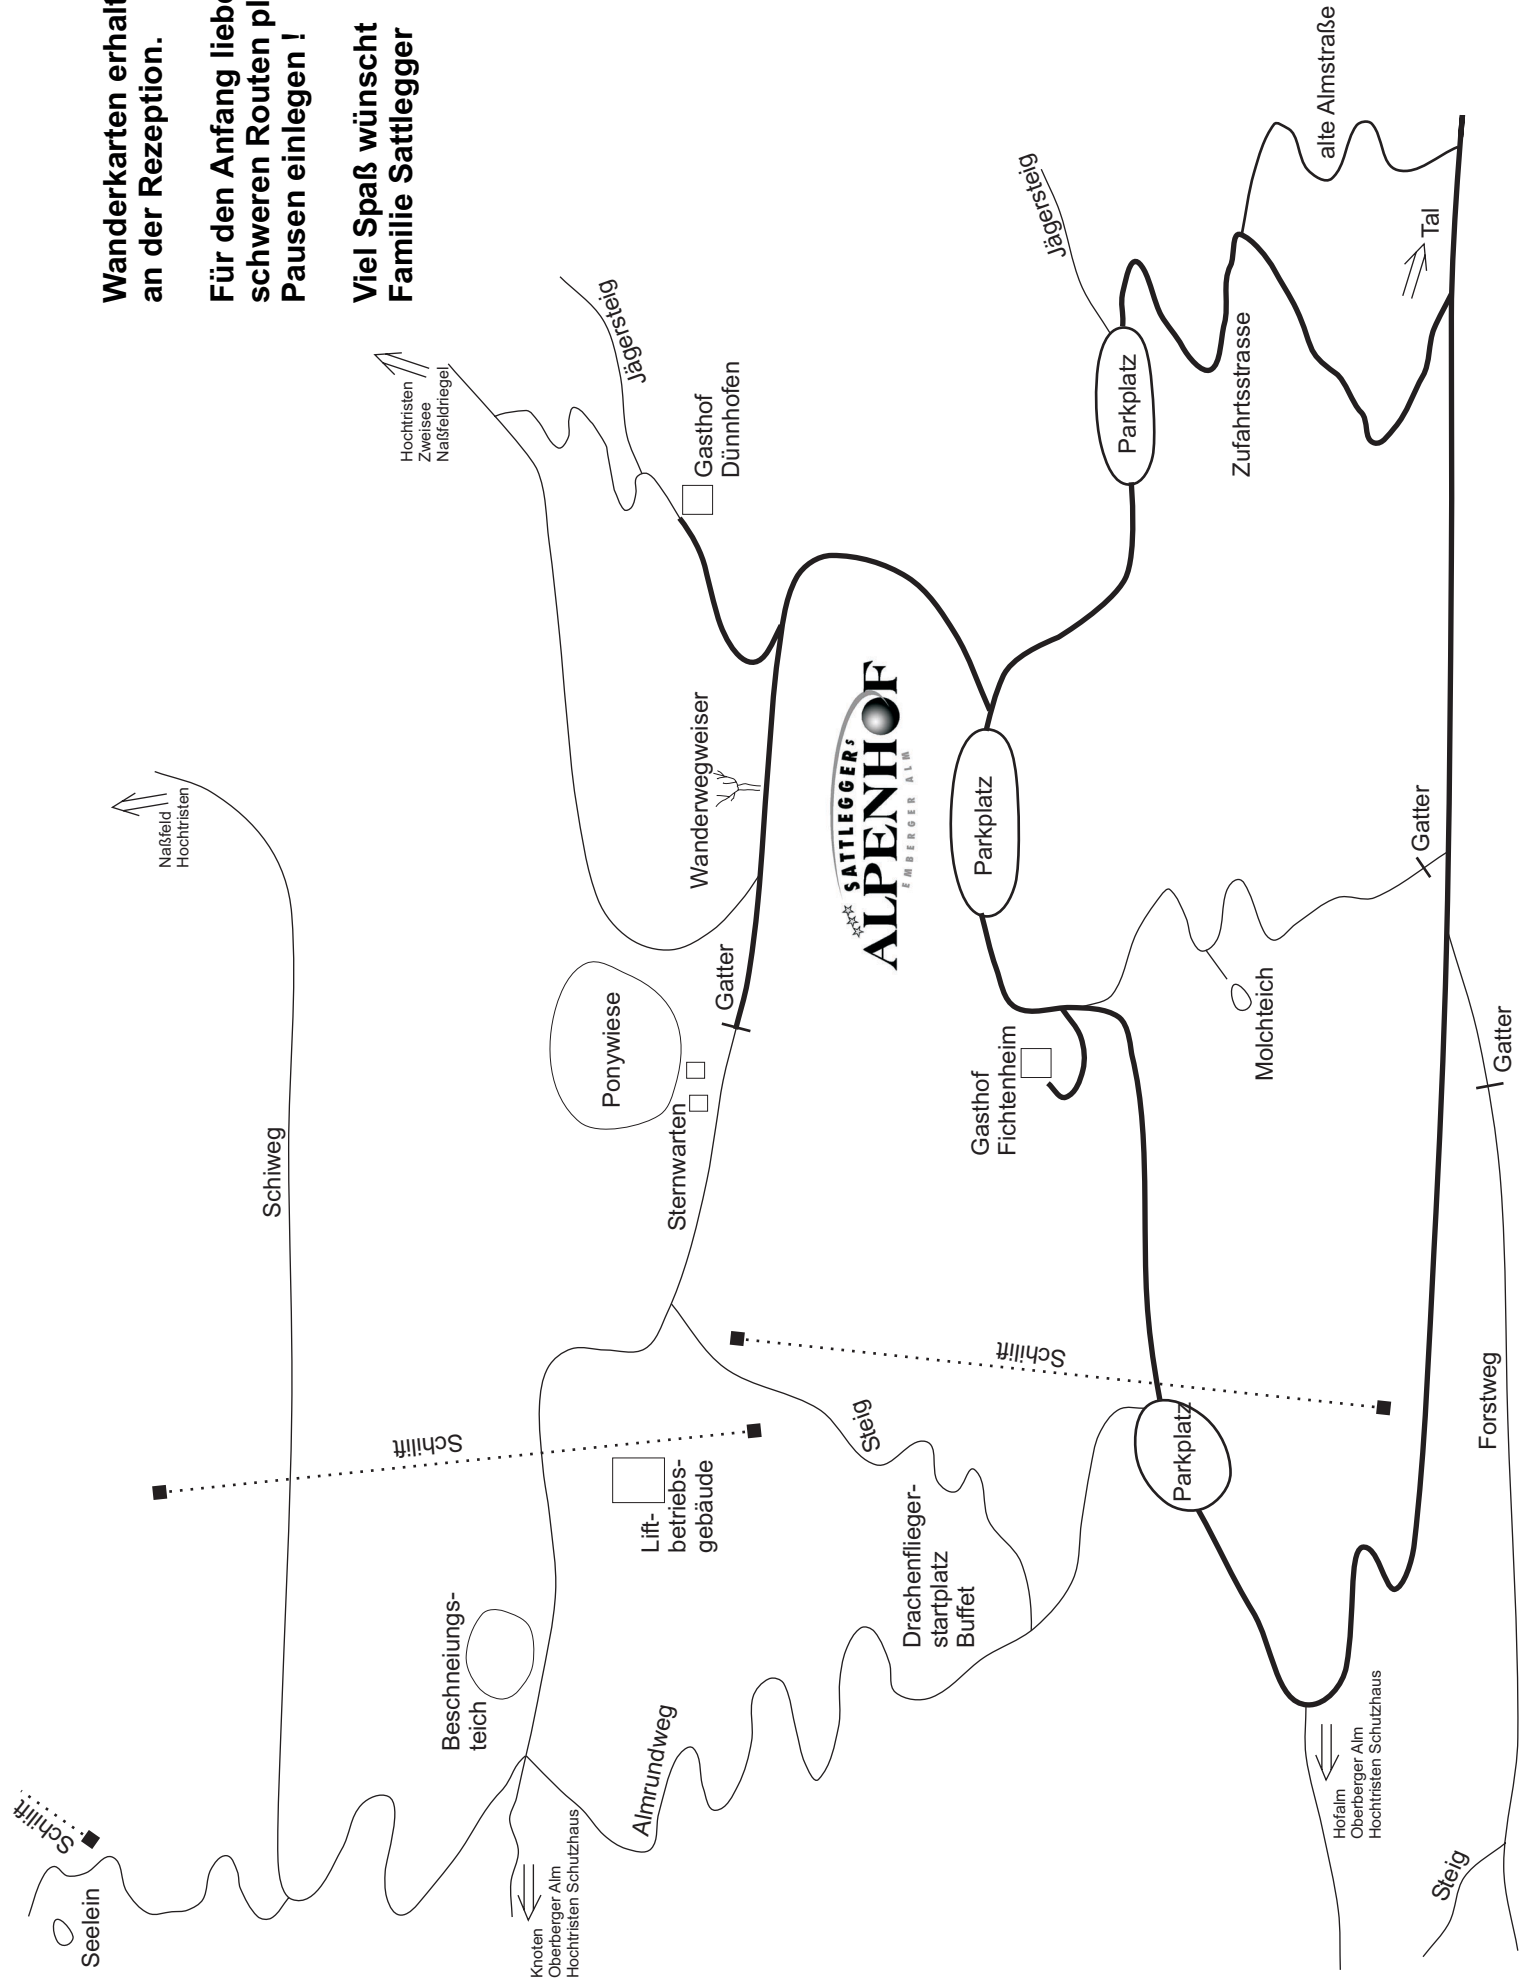 Wanderkarten erhalt
an der Rezeption.
Für den Anfang liebe
schweren Routen pl
Pausen einlegen !
Viel Spaß wünscht
Familie Sattlegger
Schilift
Seelein
Naßfeld
Hochtristen
Schiweg
Hochtristen
Zweisee
Naßfeldriegel
Jägersteig
Gasthof
Dünnhofen
Schilift
Beschneiungs-
teich
Lift-
betriebs-
gebäude
Knoten
Oberberger Alm
Hochtristen Schutzhaus
Almrundweg
Ponywiese
Sternwarten
Gatter
Wanderwegweiser
SATTLEGGERs
ALPENHOF
EMBERGER ALM
Steig
Drachenflieger-
startplatz
Buffet
Schilift
Gasthof
Fichtenheim
Parkplatz
Parkplatz
Jägersteig
Zufahrtsstrasse
alte Almstraße
Tal
Parkplatz
Molchteich
Gatter
Hofalm
Oberberger Alm
Hochtristen Schutzhaus
Steig
Forstweg
Gatter